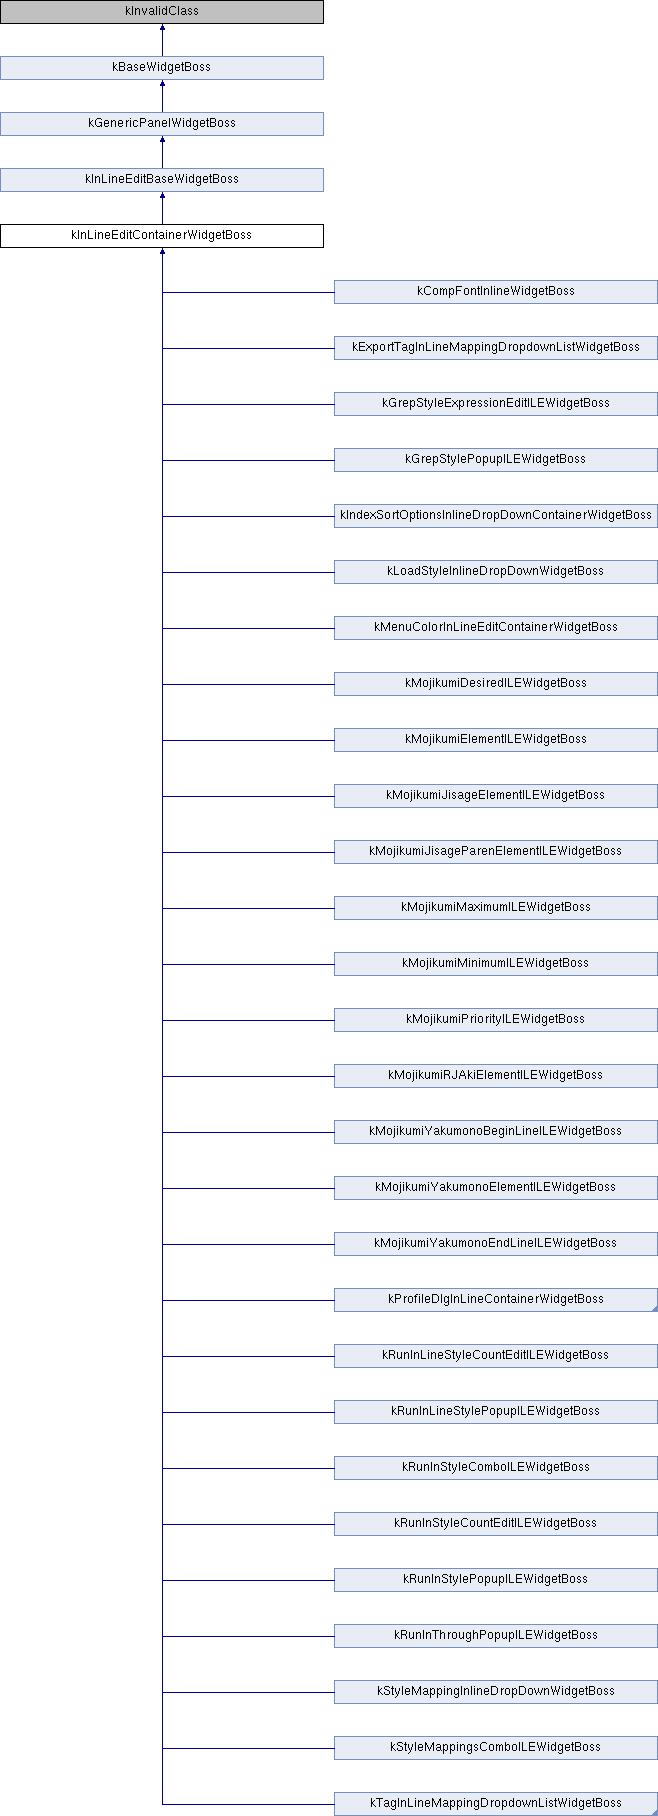 kInvalidClass
kBaseWidgetBoss
kGenericPanelWidgetBoss
kInLineEditBaseWidgetBoss
kInLineEditContainerWidgetBoss
kCompFontInlineWidgetBoss
kExportTagInLineMappingDropdownListWidgetBoss
kGrepStyleExpressionEditILEWidgetBoss
kGrepStylePopupILEWidgetBoss
kIndexSortOptionsInlineDropDownContainerWidgetBoss
kLoadStyleInlineDropDownWidgetBoss
kMenuColorInLineEditContainerWidgetBoss
kMojikumiDesiredILEWidgetBoss
kMojikumiElementILEWidgetBoss
kMojikumiJisageElementILEWidgetBoss
kMojikumiJisageParenElementILEWidgetBoss
kMojikumiMaximumILEWidgetBoss
kMojikumiMinimumILEWidgetBoss
kMojikumiPriorityILEWidgetBoss
kMojikumiRJAkiElementILEWidgetBoss
kMojikumiYakumonoBeginLineILEWidgetBoss
kMojikumiYakumonoElementILEWidgetBoss
kMojikumiYakumonoEndLineILEWidgetBoss
kProfileDlgInLineContainerWidgetBoss
kRunInLineStyleCountEditILEWidgetBoss
kRunInLineStylePopupILEWidgetBoss
kRunInStyleComboILEWidgetBoss
kRunInStyleCountEditILEWidgetBoss
kRunInStylePopupILEWidgetBoss
kRunInThroughPopupILEWidgetBoss
kStyleMappingInlineDropDownWidgetBoss
kStyleMappingsComboILEWidgetBoss
kTagInLineMappingDropdownListWidgetBoss